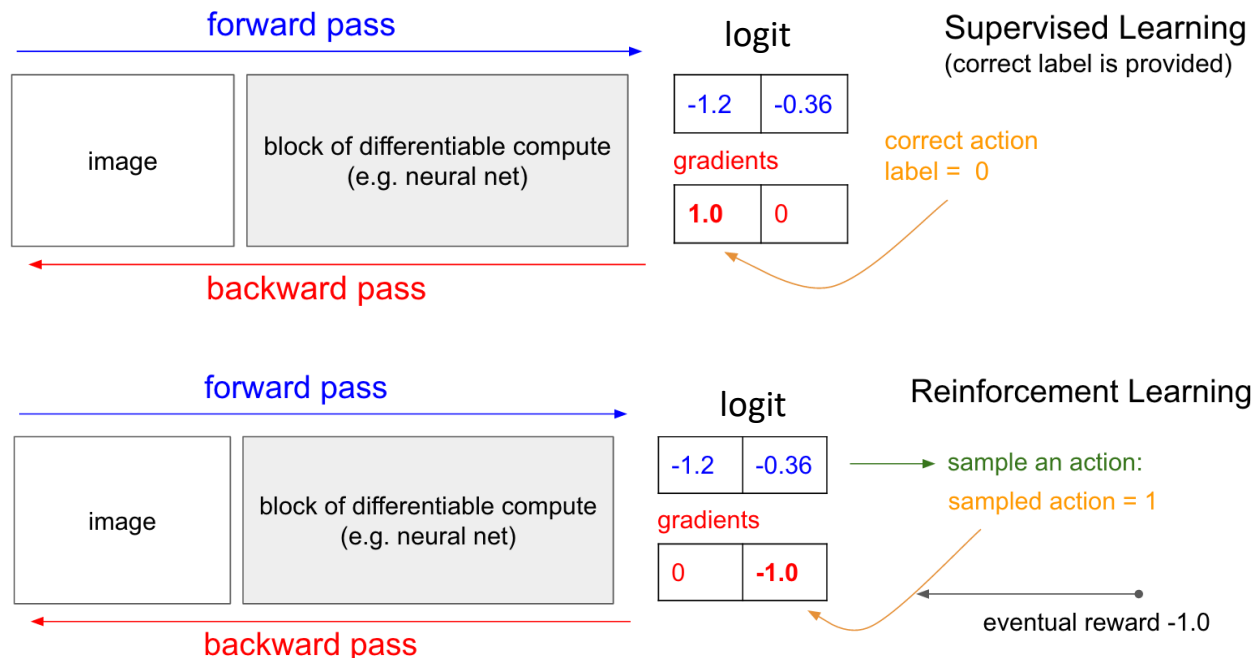 forward pass
logit
Supervised Learning
(correct label is provided)
image
block of differentiable compute
(e.g. neural net)
-1.2 -0.36
gradients
1.0 0
correct action
label = 0
backward pass
forward pass
logit
Reinforcement Learning
image
block of differentiable compute
(e.g. neural net)
-1.2 -0.36
sample an action:
sampled action = 1
gradients
0 -1.0
eventual reward -1.0
backward pass